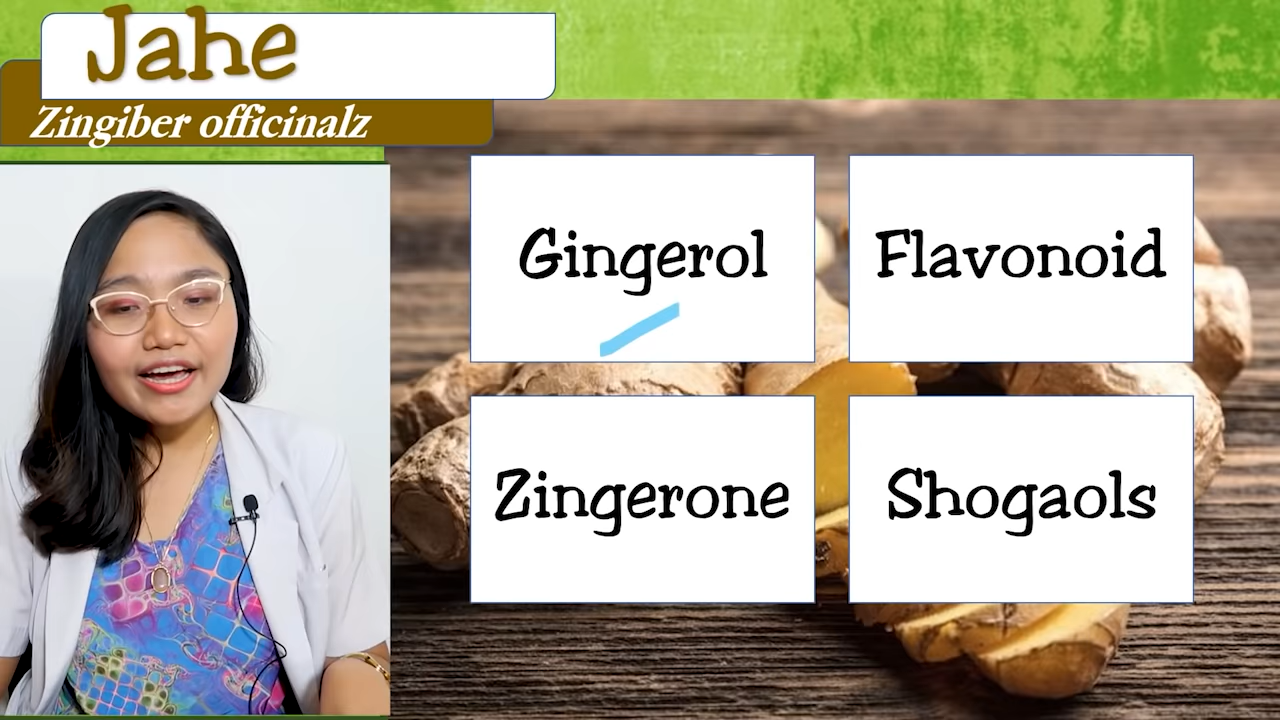 Jahe
Zingiber officinalz
Gingerol
Flavonoid
Zingerone
Shogaols